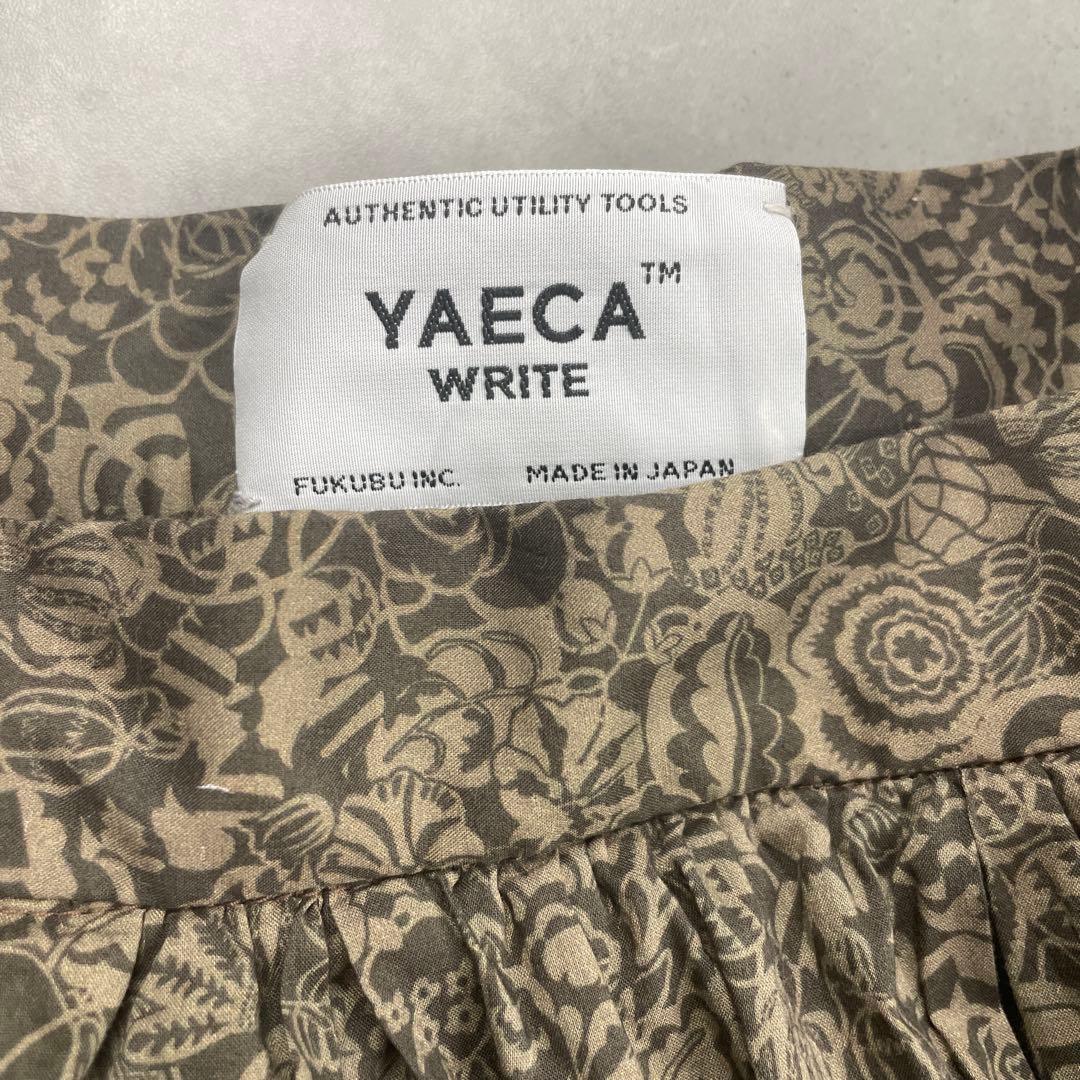 AUTHENTIC UTILITY TOOLS
YAECA™
WRITE
FUKUBU INC. MADE IN JAPAN